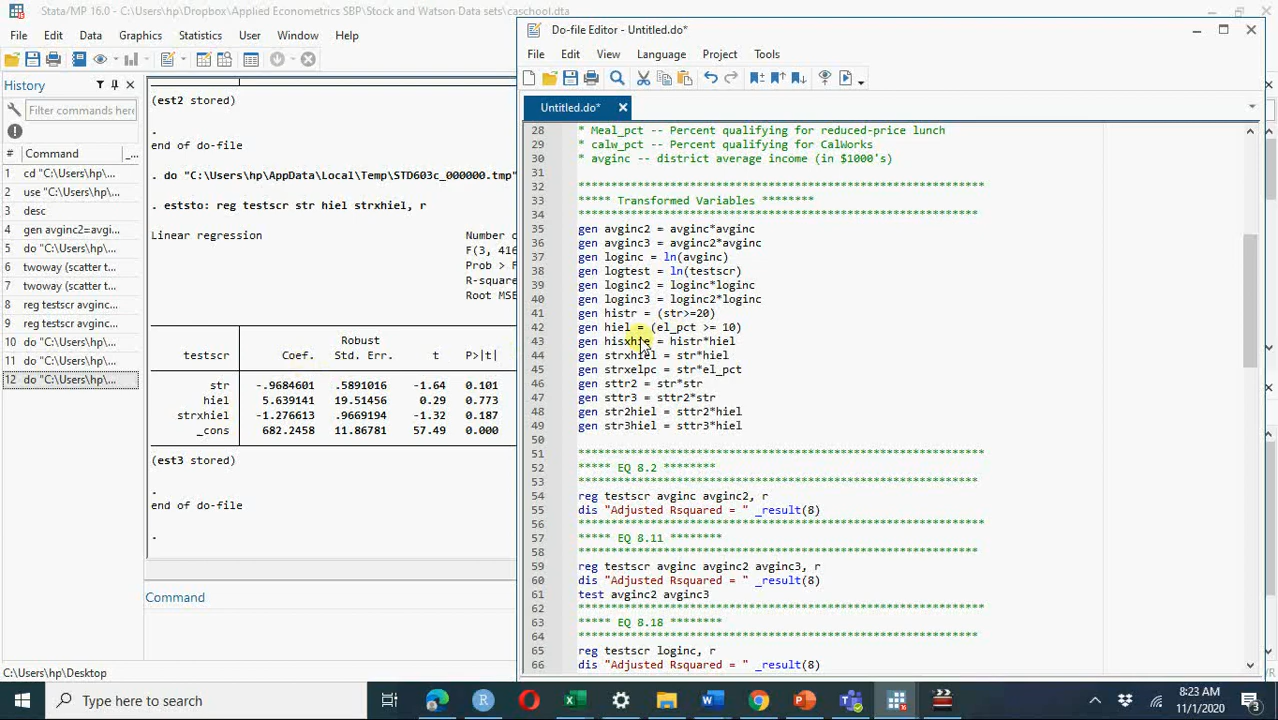 Stata/MP 16.0 - C:\Users\hp\Dropbox\Applied Econometrics SBP\Stock and Watson Data sets\caschool.dta
File Edit Data Graphics Statistics User Window Help
History
Filter commands here
# Command
1 cd "C:\Users\hp\...
2 use "C:\Users\h...
3 desc
4 gen avginc2=avgi...
5 do "C:\Users\hp\...
6 twoway (scatter t...
7 twoway (scatter t...
8 reg testscr avginc...
9 reg testscr avginc...
10 do "C:\Users\hp\...
11 do "C:\Users\hp\...
12 do "C:\Users\hp\...
(est2 stored)
.
end of do-file
. do "C:\Users\hp\AppData\Local\Temp\STD603c_000000.tmp"
. eststo: reg testscr str hiel strxhiel, r
Linear regression Number o
F(3, 416
Prob > F
R-square
Root MSE
Robust
testscr Coef. Std. Err. t P>|t|
str -.9684601 .5891016 -1.64 0.101
hiel 5.639141 19.51456 0.29 0.773
strxhiel -1.276613 .9669194 -1.32 0.187
_cons 682.2458 11.86781 57.49 0.000
(est3 stored)
.
end of do-file
.
Command
C:\Users\hp\Desktop
Do-file Editor - Untitled.do*
File Edit View Language Project Tools
Untitled.do*
28 * Meal_pct -- Percent qualifying for reduced-price lunch
29 * calw_pct -- Percent qualifying for CalWorks
30 * avginc -- district average income (in $1000's)
31
32 **************************************************************
33 ***** Transformed Variables ********
34 *************************************************************
35 gen avginc2 = avginc*avginc
36 gen avginc3 = avginc2*avginc
37 gen loginc = ln(avginc)
38 gen logtest = ln(testscr)
39 gen loginc2 = loginc*loginc
40 gen loginc3 = loginc2*loginc
41 gen histr = (str>=20)
42 gen hiel = (el_pct >= 10)
43 gen hisxhie = histr*hiel
44 gen strxhiel = str*hiel
45 gen strxelpc = str*el_pct
46 gen sttr2 = str*str
47 gen sttr3 = sttr2*str
48 gen str2hiel = sttr2*hiel
49 gen str3hiel = sttr3*hiel
50
51 **************************************************************
52 ***** EQ 8.2 ********
53 *************************************************************
54 reg testscr avginc avginc2, r
55 dis "Adjusted Rsquared = " _result(8)
56 **************************************************************
57 ***** EQ 8.11 ********
58 *************************************************************
59 reg testscr avginc avginc2 avginc3, r
60 dis "Adjusted Rsquared = " _result(8)
61 test avginc2 avginc3
62 **************************************************************
63 ***** EQ 8.18 ********
64 *************************************************************
65 reg testscr loginc, r
66 dis "Adjusted Rsquared = " _result(8)
Type here to search
8:23 AM
11/1/2020
3